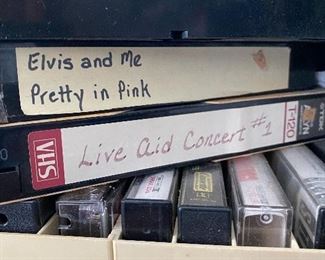 Elvis and Me
Pretty in Pink
VHS
Live Aid Concert #1
T-120